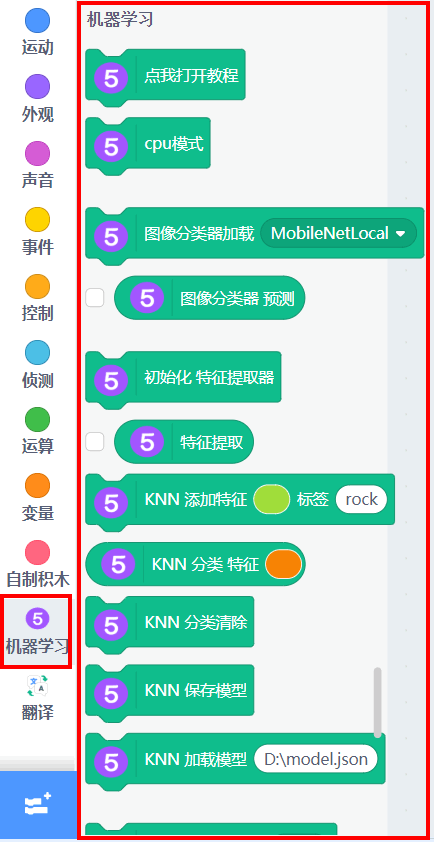 运动
外观
声音
事件
控制
侦测
运算
变量
自制积木
5
机器学习
文 A
翻译
机器学习
5 点我打开教程
5 cpu模式
5 图像分类器加载 MobileNetLocal
5 图像分类器 预测
5 初始化 特征提取器
5 特征提取
5 KNN 添加特征 标签 rock
5 KNN 分类 特征
5 KNN 分类清除
5 KNN 保存模型
5 KNN 加载模型 D:\model.json